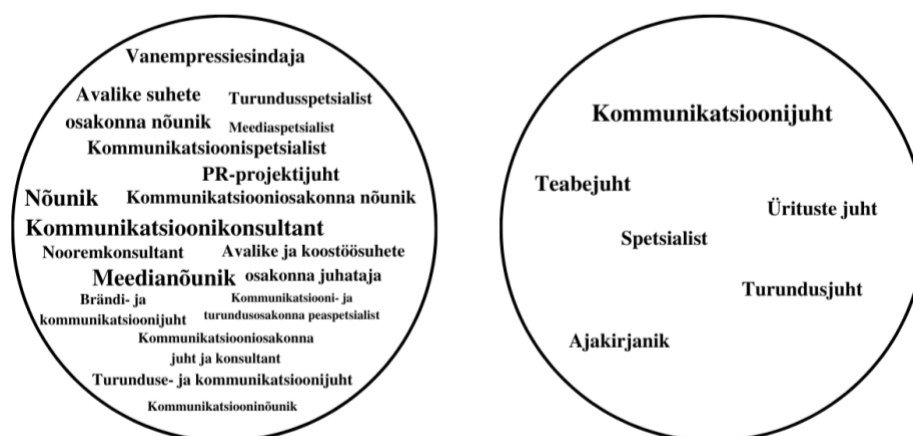 Vanempressiesindaja
Avalike suhete
Turundusspetsialist
osakonna nõunik
Meediaspetsialist
Kommunikatsioonispetsialist
PR-projektijuht
Nõunik
Kommunikatsiooniosakonna nõunik
Kommunikatsioonikonsultant
Nooremkonsultant
Avalike ja koostöösuhete
Meedianõunik
osakonna juhataja
Brändi- ja
kommunikatsioonijuht
Kommunikatsiooni- ja
turundusosakonna peaspetsialist
Kommunikatsiooniosakonna
juht ja konsultant
Turunduse- ja kommunikatsioonijuht
Kommunikatsiooninõunik
Kommunikatsioonijuht
Teabejuht
Ürituste juht
Spetsialist
Turundusjuht
Ajakirjanik